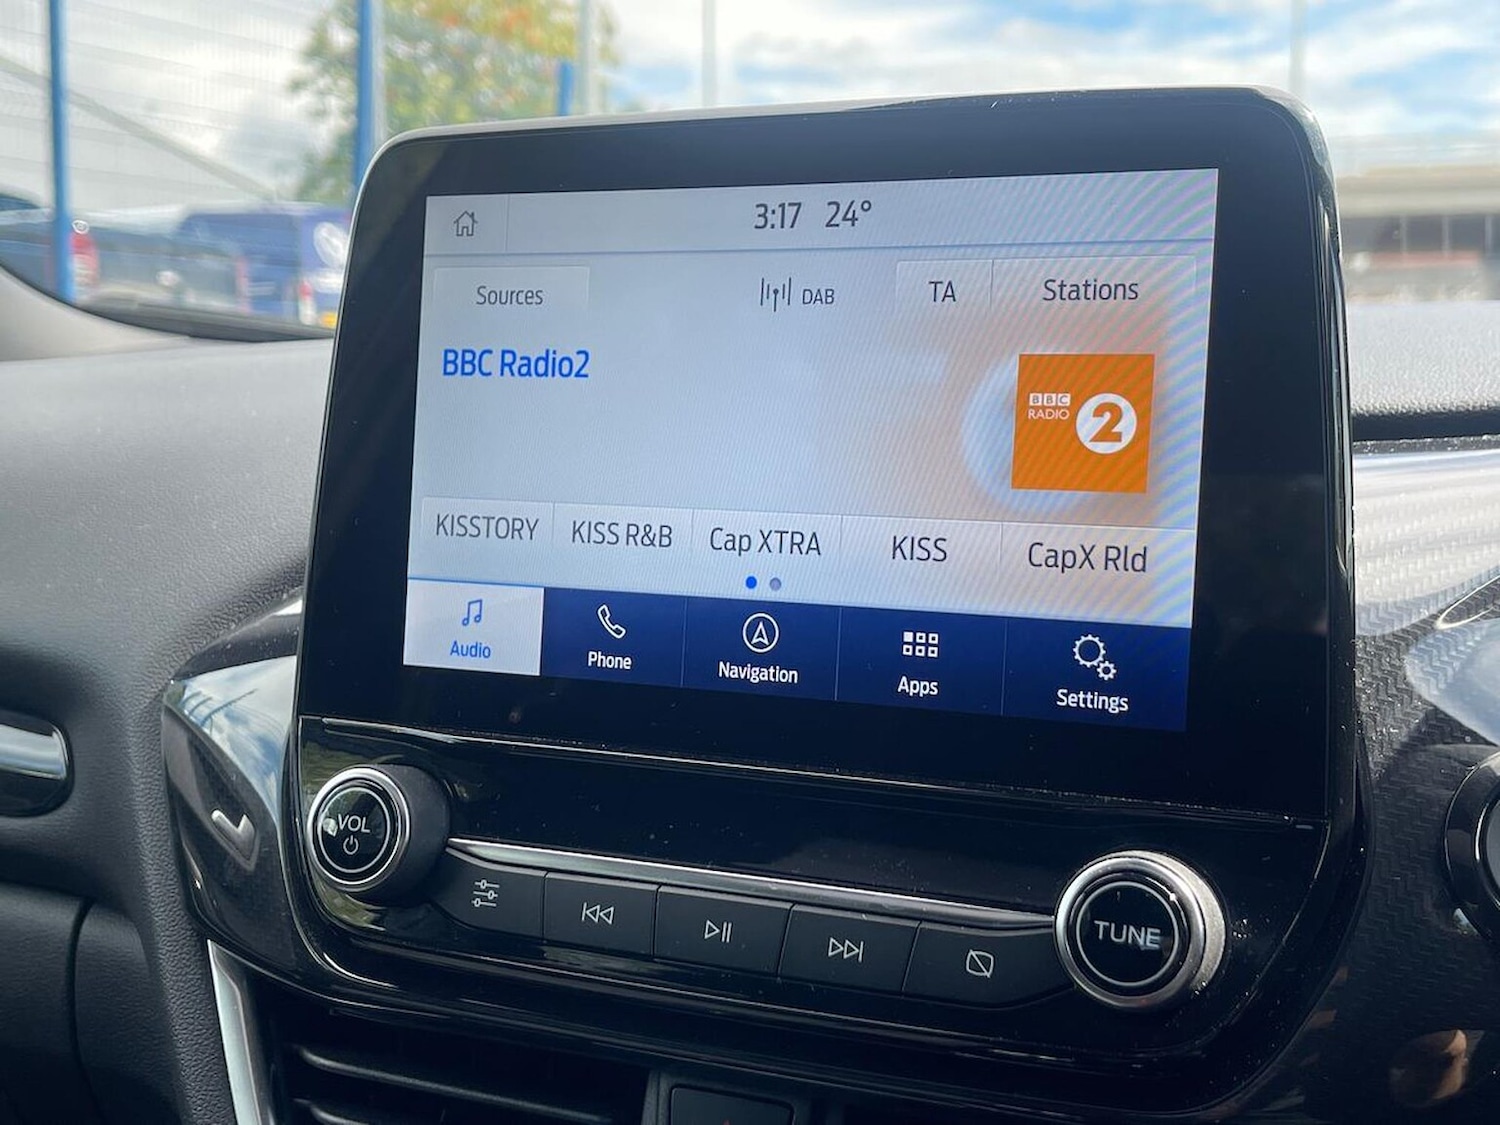 3:17 24°
Sources DAB TA Stations
BBC Radio2
BBC
RADIO 2
KISSTORY KISS R&B Cap XTRA KISS CapX Rld
Audio Phone Navigation Apps Settings
VOL
TUNE